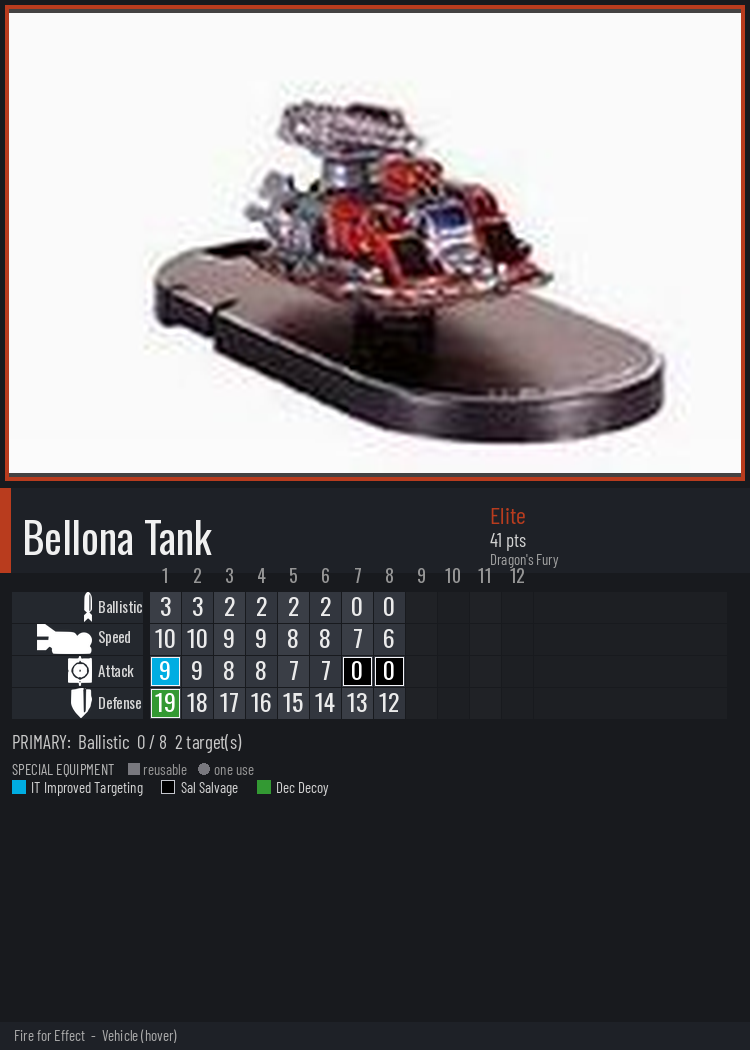 Bellona Tank
Elite
41 pts
Dragon's Fury
1 2 3 4 5 6 7 8 9 10 11 12
Ballistic 3 3 2 2 2 2 0 0
Speed 10 10 9 9 8 8 7 6
Attack 9 9 8 8 7 7 0 0
Defense 19 18 17 16 15 14 13 12
PRIMARY: Ballistic 0 / 8 2 target(s)
SPECIAL EQUIPMENT reusable one use
IT Improved Targeting Sal Salvage Dec Decoy
Fire for Effect - Vehicle (hover)